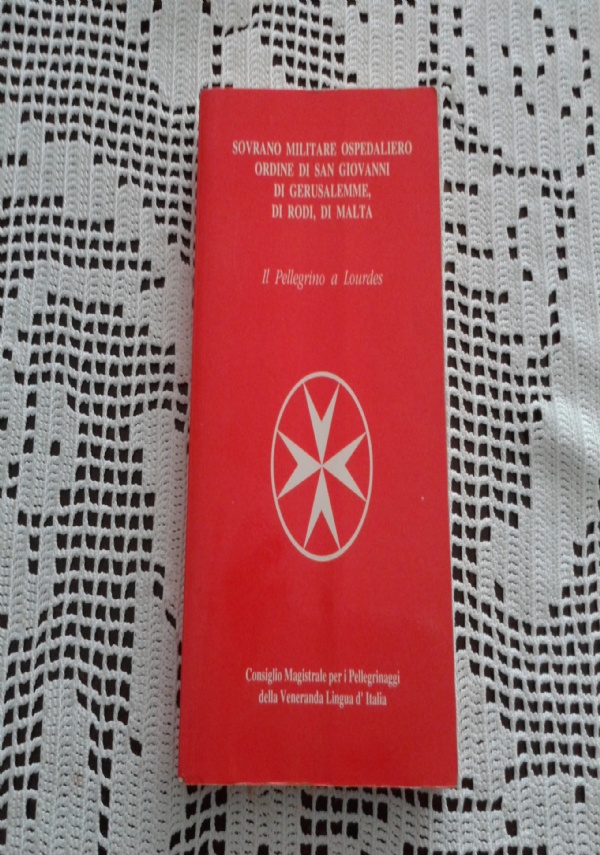 SOVRANO MILITARE OSPEDALIERO
ORDINE DI SAN GIOVANNI
DI GERUSALEMME,
DI RODI, DI MALTA
Il Pellegrino a Lourdes
Consiglio Magistrale per i Pellegrinaggi
della Veneranda Lingua d' Italia